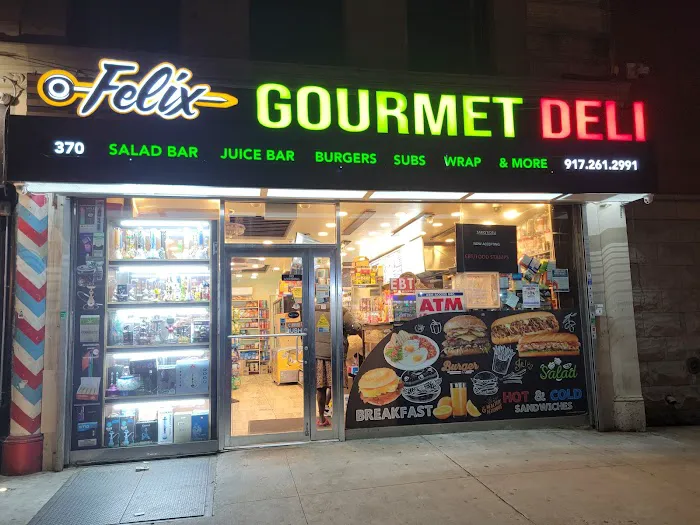 Felix GOURMET DELI
370 SALAD BAR JUICE BAR BURGERS SUBS WRAP & MORE 917.261.2991
EBT
ATM
Burger
Salad
BREAKFAST
HOT & COLD
SANDWICHES